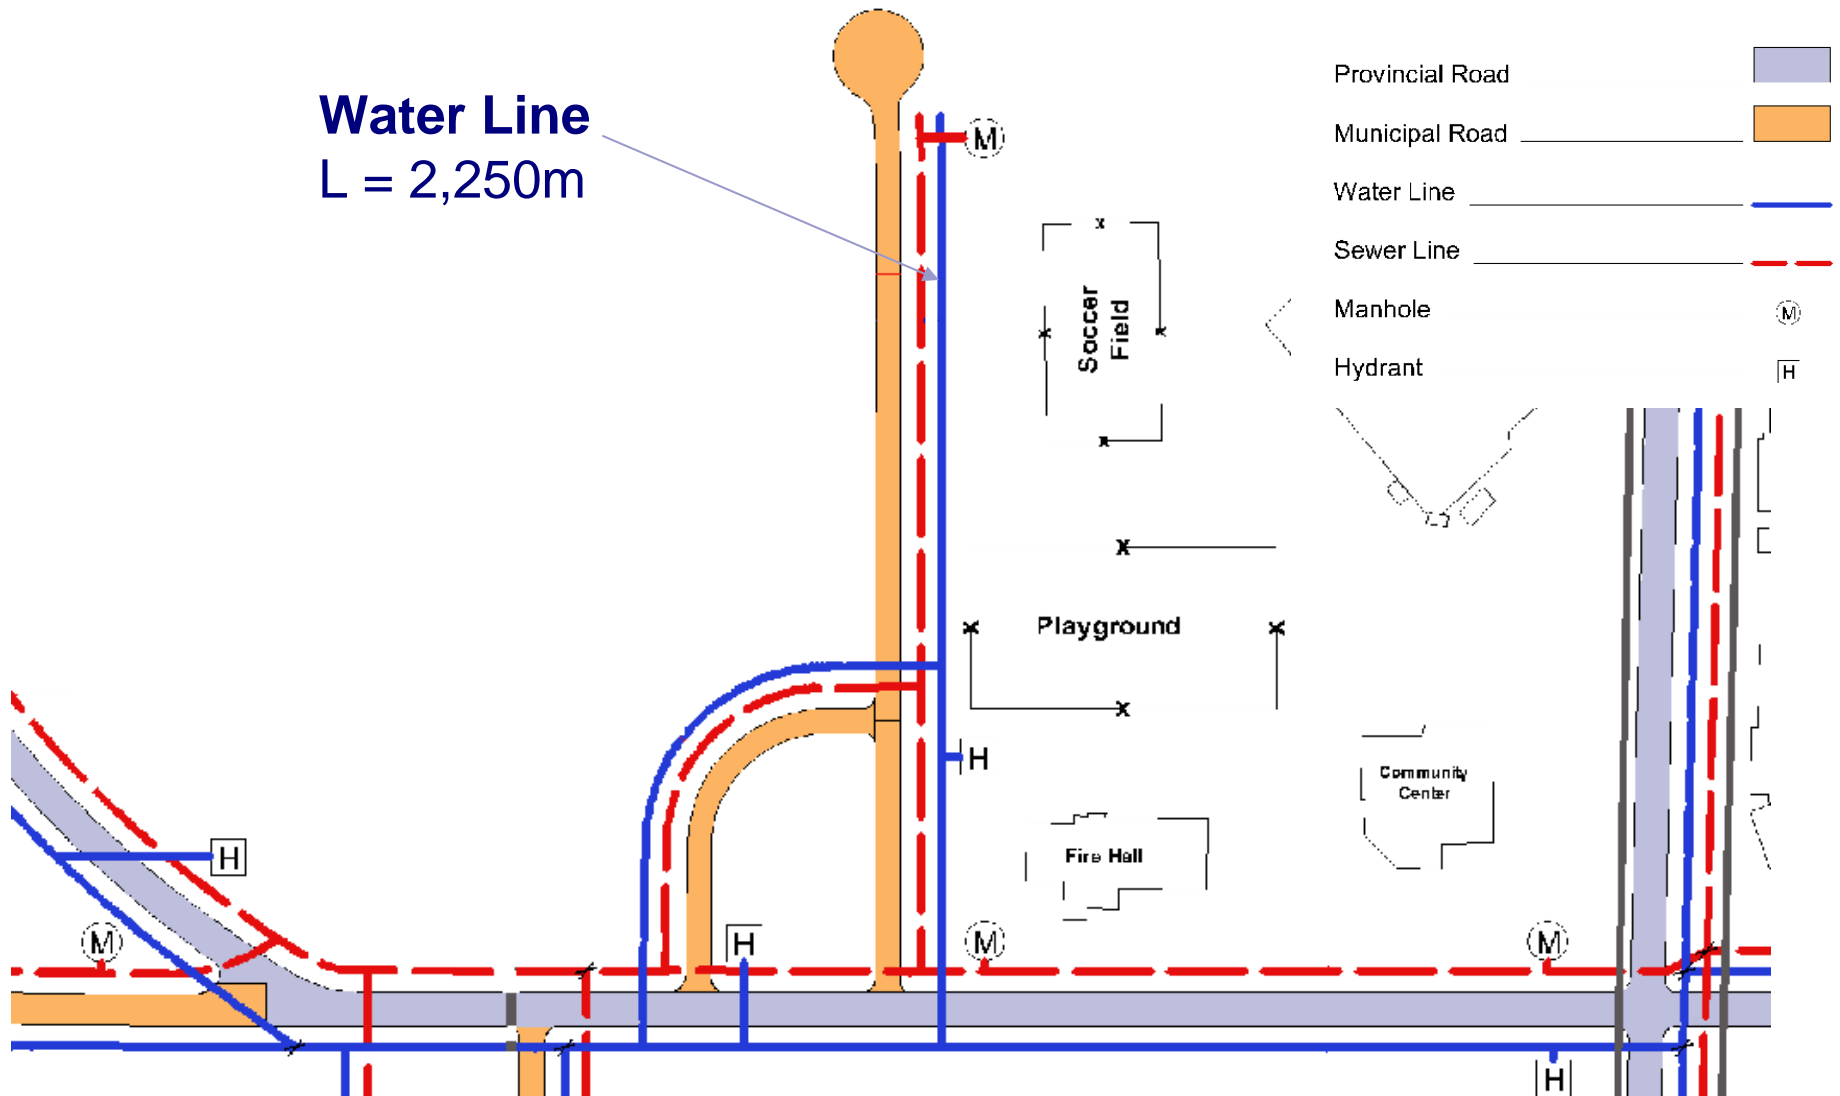 Water Line
L = 2,250m
Provincial Road
Municipal Road
Water Line
Sewer Line
Manhole
M
Hydrant
H
M
Soccer
Field
Playground
H
Community
Center
Fire Hall
H
M
H
M
M
H